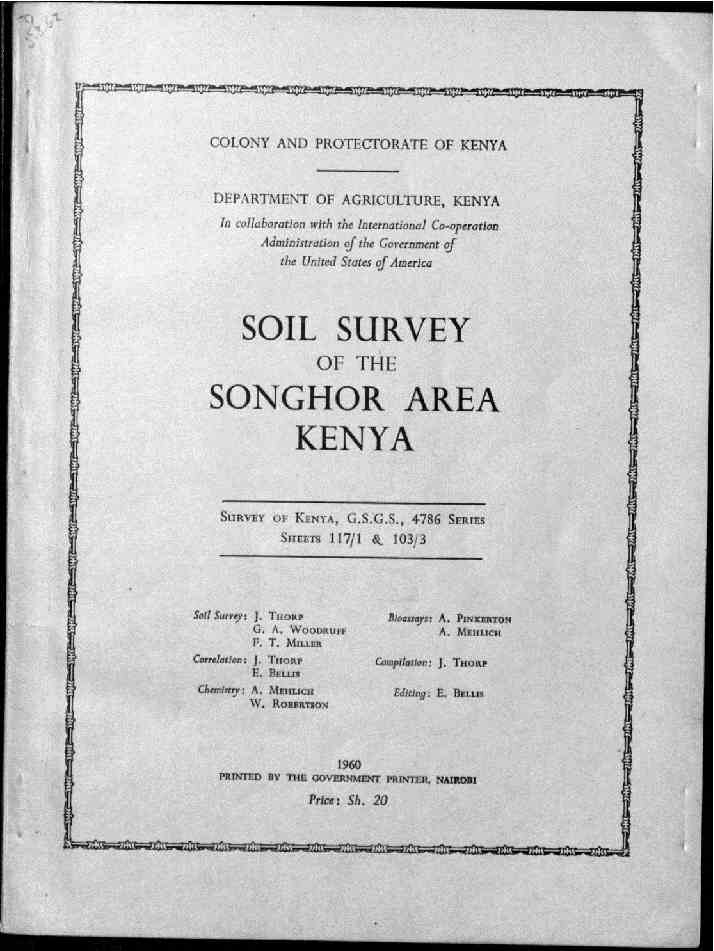 COLONY AND PROTECTORATE OF KENYA
DEPARTMENT OF AGRICULTURE, KENYA
In collaboration with the International Co-operation
Administration of the Government of
the United States of America
SOIL SURVEY
OF THE
SONGHOR AREA
KENYA
SURVEY OF KENYA, G.S.G.S., 4786 SERIES
SHEETS 117/1 & 103/3
Soil Survey: J. THORP
G. A. WOODRUFF
F. T. MILLER
Correlation: J. THORP
E. BELLIS
Chemistry: A. MEHLICH
W. ROBERTSON
Bioassays: A. PINKERTON
A. MEHLICH
Compilation: J. THORP
Editing: E. BELLIS
1960
PRINTED BY THE GOVERNMENT PRINTER, NAIROBI
Price: Sh. 20